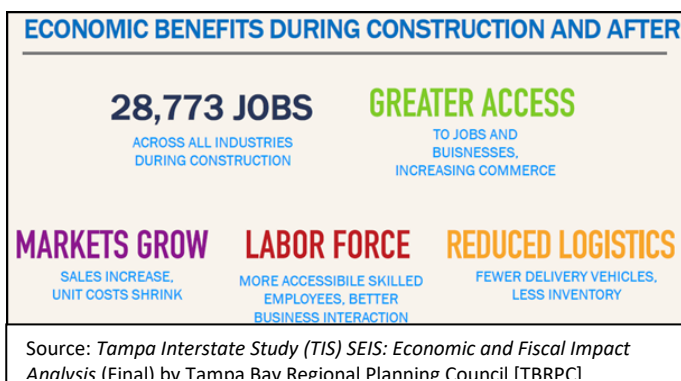 ECONOMIC BENEFITS DURING CONSTRUCTION AND AFTER
28,773 JOBS
ACROSS ALL INDUSTRIES
DURING CONSTRUCTION
GREATER ACCESS
TO JOBS AND
BUISNESSES,
INCREASING COMMERCE
MARKETS GROW
SALES INCREASE,
UNIT COSTS SHRINK
LABOR FORCE
MORE ACCESSIBILE SKILLED
EMPLOYEES, BETTER
BUSINESS INTERACTION
REDUCED LOGISTICS
FEWER DELIVERY VEHICLES,
LESS INVENTORY
Source: Tampa Interstate Study (TIS) SEIS: Economic and Fiscal Impact
Analysis (Final) by Tampa Bay Regional Planning Council [TBRPC]